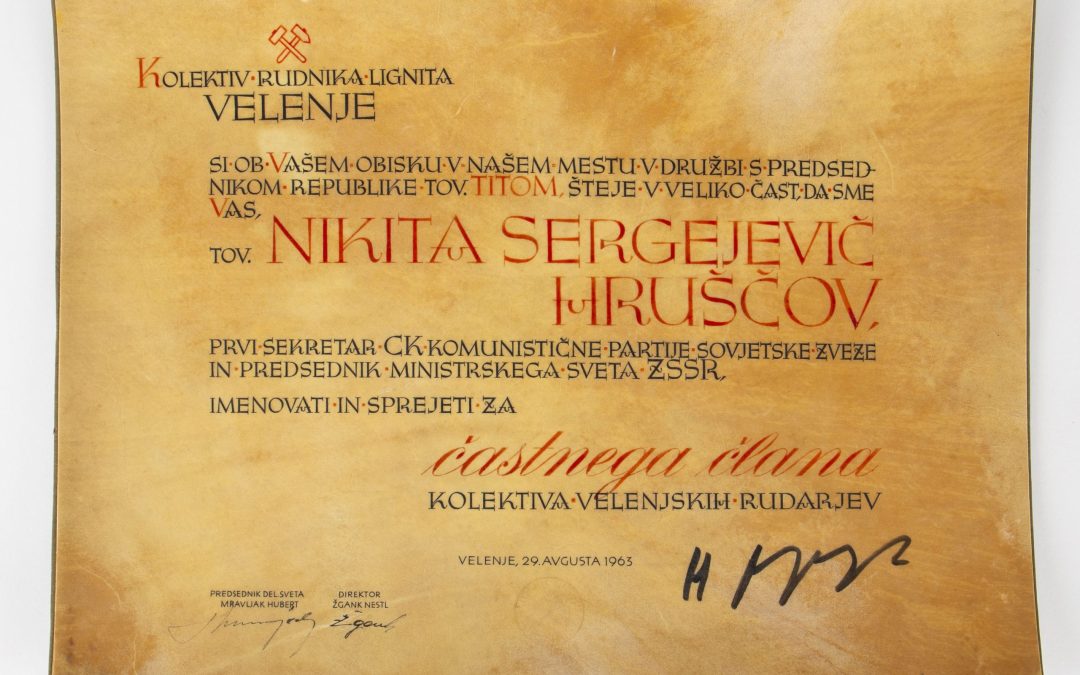 KOLEKTIV·RUDNIKA·LIGNITA
VELENJE
SI·OB·VAŠEM·OBISKU·V·NAŠEM·MESTU·V·DRUŽBI·S·PREDSED-
NIKOM·REPUBLIKE·TOV. TITOM, ŠTEJE·V·VELIKO·ČAST, DA·SME
VAS,
TOV. NIKITA SERGEJEVIČ
HRUŠČOV,
PRVI·SEKRETAR·CK·KOMUNISTIČNE·PARTIJE·SOVJETSKE·ZVEZE
IN·PREDSEDNIK·MINISTRSKEGA·SVETA·ZSSR,
IMENOVATI·IN·SPREJETI·ZA
častnega člana
KOLEKTIVA·VELENJSKIH·RUDARJEV
VELENJE, 29. AVGUSTA 1963
PREDSEDNIK DEL. SVETA
MRAVLJAK HUBERT
DIREKTOR
ŽGANK NESTL